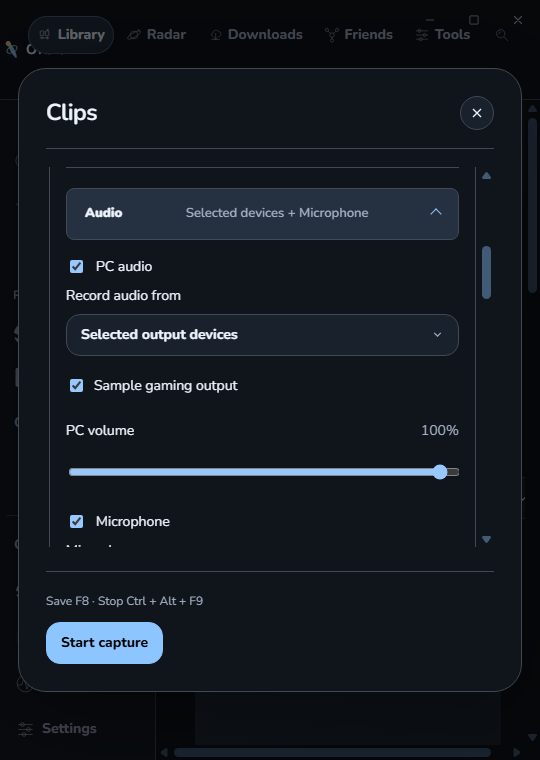 Library
Radar
Downloads
Friends
Tools
Clips
Audio
Selected devices + Microphone
PC audio
Record audio from
Selected output devices
Sample gaming output
PC volume
100%
Microphone
Save F8 · Stop Ctrl + Alt + F9
Start capture
Settings